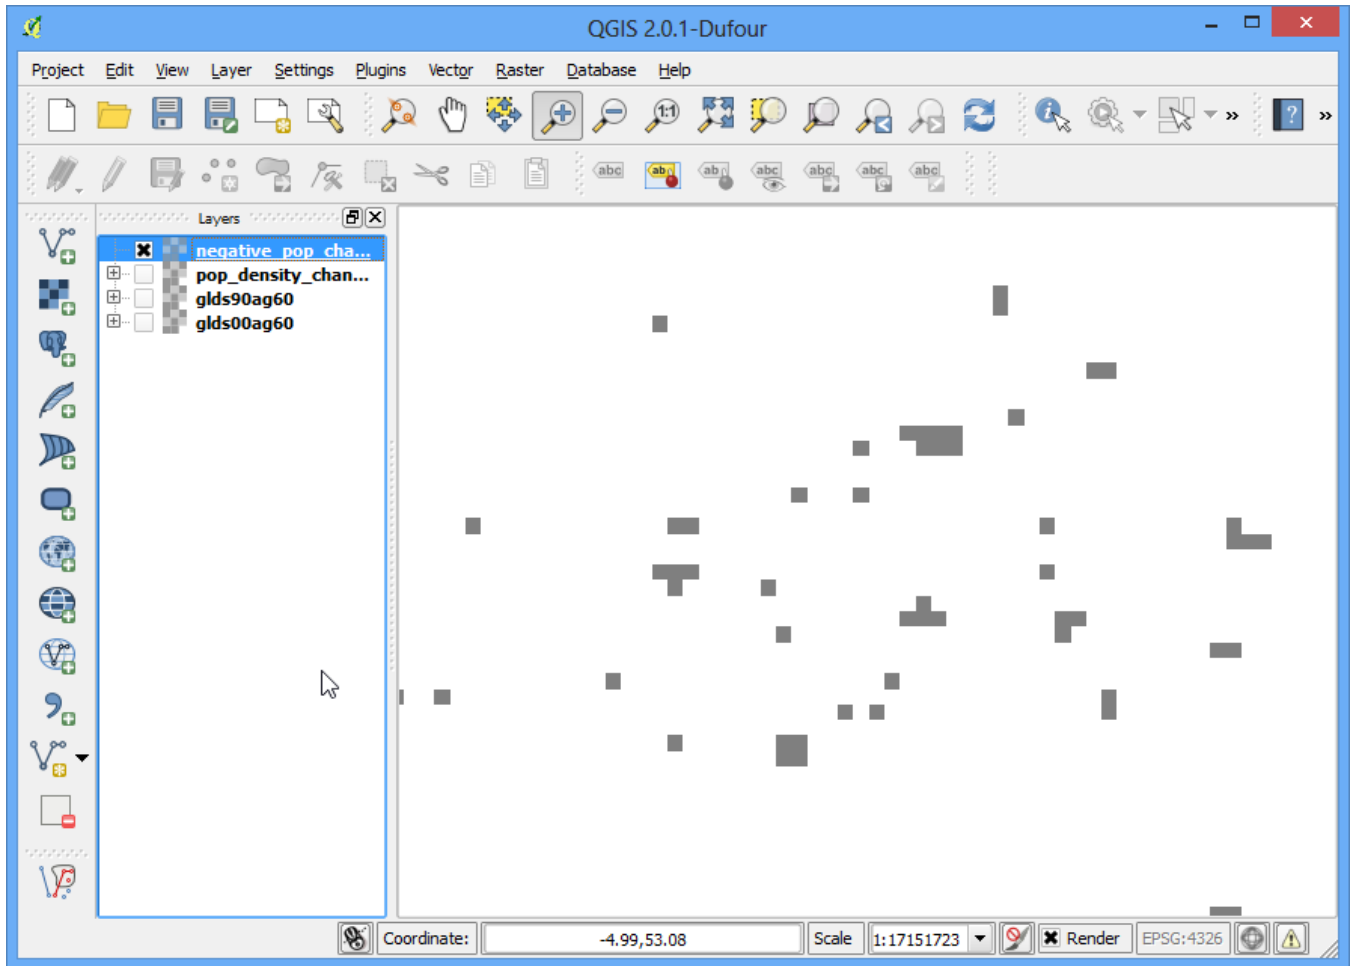 QGIS 2.0.1-Dufour
Project Edit View Layer Settings Plugins Vector Raster Database Help
1:1 » ? »
abc ab abc abc abc abc abc
Layers
negative_pop_cha...
pop_density_chan...
glds90ag60
glds00ag60
Coordinate: -4.99,53.08 Scale 1:17151723 Render EPSG:4326